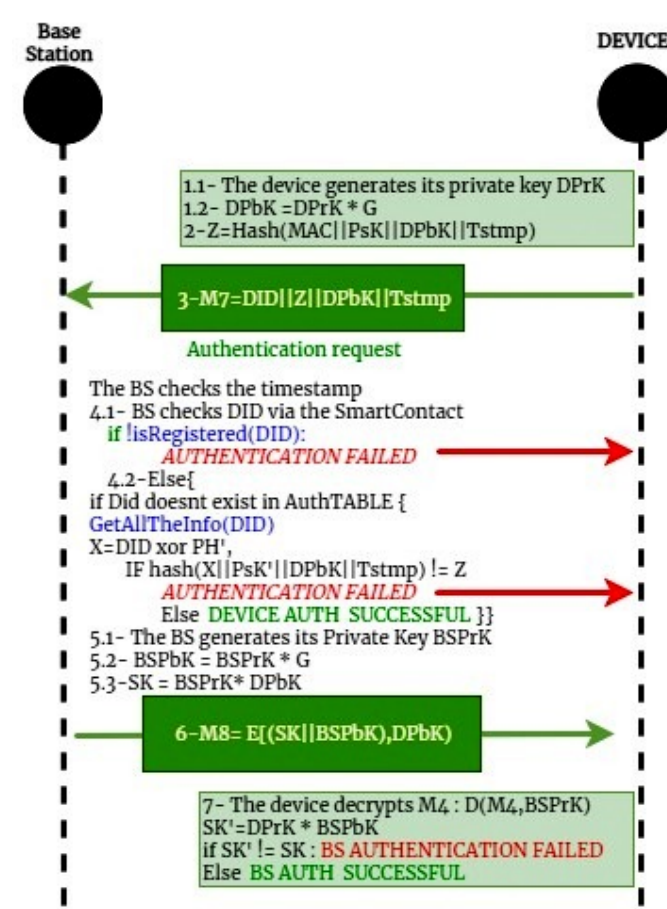 Base
Station
DEVICE
1.1- The device generates its private key DPrK
1.2- DPbK =DPrK * G
2-Z=Hash(MAC||PsK||DPbK||Tstmp)
3-M7=DID||Z||DPbK||Tstmp
Authentication request
The BS checks the timestamp
4.1- BS checks DID via the SmartContact
if !isRegistered(DID):
AUTHENTICATION FAILED
4.2-Else{
if Did doesnt exist in AuthTABLE {
GetAllTheInfo(DID)
X=DID xor PH',
IF hash(X||PsK'||DPbK||Tstmp) != Z
AUTHENTICATION FAILED
Else DEVICE AUTH SUCCESSFUL }}
5.1- The BS generates its Private Key BSPrK
5.2- BSPbK = BSPrK * G
5.3-SK = BSPrK* DPbK
6-M8= E[(SK||BSPbK),DPbK)
7- The device decrypts M4 : D(M4,BSPrK)
SK'=DPrK * BSPbK
if SK' != SK : BS AUTHENTICATION FAILED
Else BS AUTH SUCCESSFUL